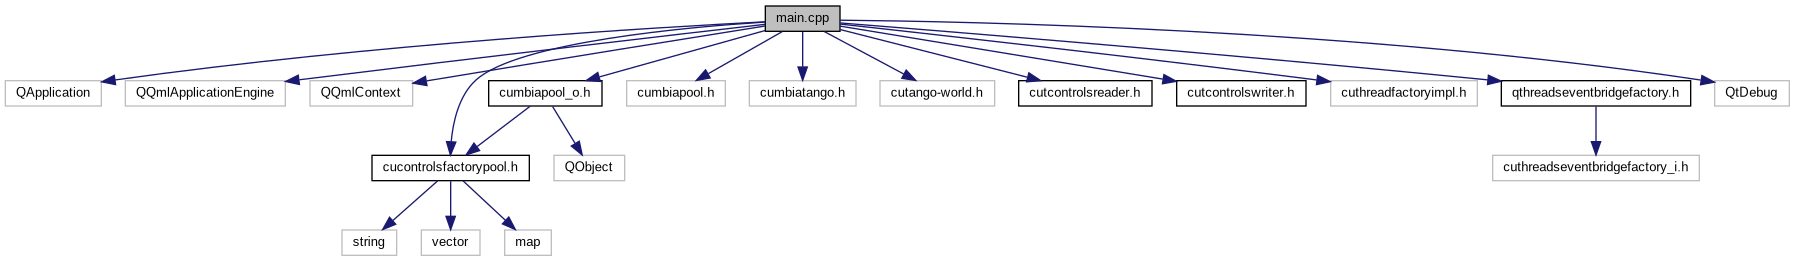 main.cpp
QApplication
QQmlApplicationEngine
QQmlContext
cumbiapool_o.h
cumbiapool.h
cumbiatango.h
cutango-world.h
cutcontrolsreader.h
cutcontrolswriter.h
cuthreadfactoryimpl.h
qthreadseventbridgefactory.h
QtDebug
cucontrolsfactorypool.h
QObject
cuthreadseventbridgefactory_i.h
string
vector
map